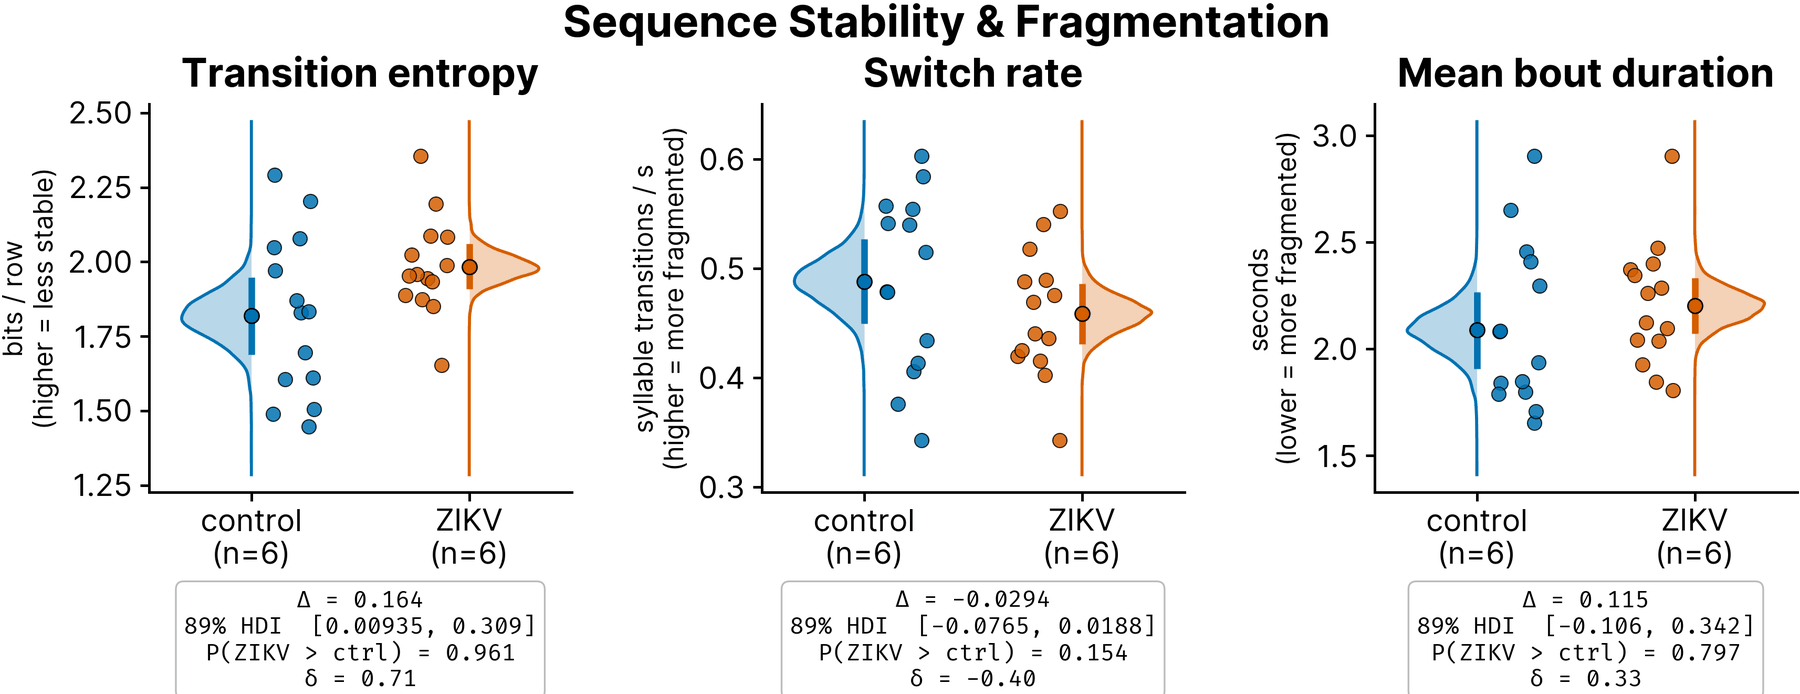 Sequence Stability & Fragmentation
Transition entropy
bits / row
(higher = less stable)
2.50
2.25
2.00
1.75
1.50
1.25
control
(n=6)
ZIKV
(n=6)
Δ = 0.164
89% HDI  [0.00935, 0.309]
P(ZIKV > ctrl) = 0.961
δ = 0.71
Switch rate
syllable transitions / s
(higher = more fragmented)
0.6
0.5
0.4
0.3
control
(n=6)
ZIKV
(n=6)
Δ = −0.0294
89% HDI  [−0.0765, 0.0188]
P(ZIKV > ctrl) = 0.154
δ = −0.40
Mean bout duration
seconds
(lower = more fragmented)
3.0
2.5
2.0
1.5
control
(n=6)
ZIKV
(n=6)
Δ = 0.115
89% HDI  [−0.106, 0.342]
P(ZIKV > ctrl) = 0.797
δ = 0.33